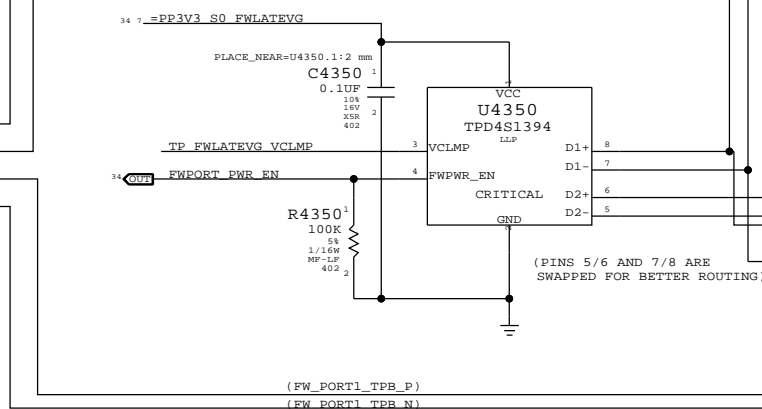 34 7 =PP3V3_S0_FWLATEVG
PLACE_NEAR=U4350.1:2 mm
C4350 1
0.1UF
10%
16V
X5R
402
2
1
VCC
U4350
TPD4S1394
LLP
TP_FWLATEVG_VCLMP 3 VCLMP
D1+ 8
D1- 7
34 OUT FWPORT_PWR_EN 4 FWPWR_EN
CRITICAL D2+ 6
D2- 5
GND
2
R4350 1
100K
5%
1/16W
MF-LF
402
2
(PINS 5/6 AND 7/8 ARE
SWAPPED FOR BETTER ROUTING)
(FW_PORT1_TPB_P)
(FW_PORT1_TPB_N)